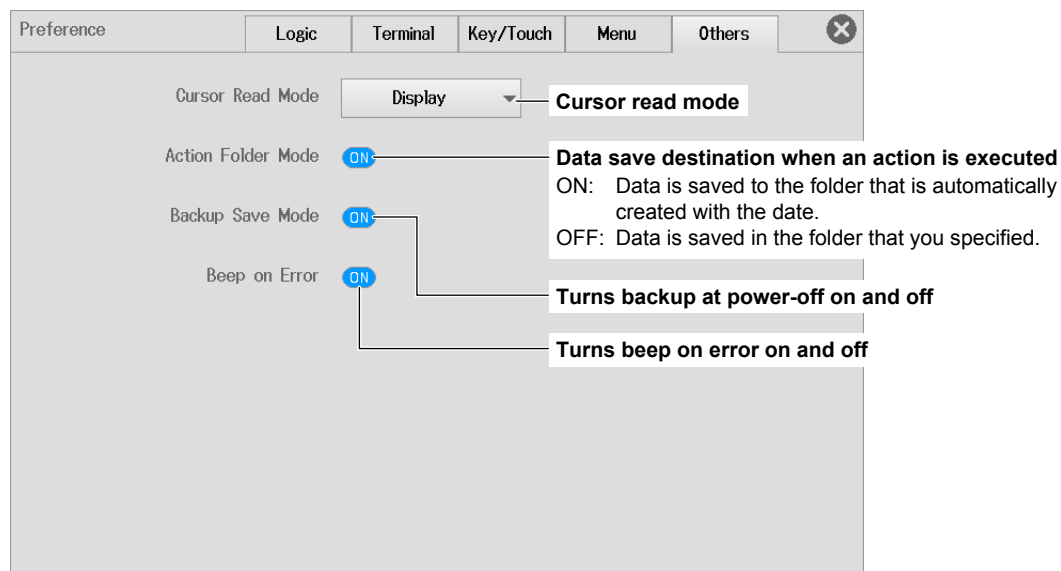 Preference
Logic
Terminal
Key/Touch
Menu
Others
Cursor Read Mode
Display
Cursor read mode
Action Folder Mode
ON
Data save destination when an action is executed
ON: Data is saved to the folder that is automatically
created with the date.
OFF: Data is saved in the folder that you specified.
Backup Save Mode
ON
Turns backup at power-off on and off
Beep on Error
ON
Turns beep on error on and off